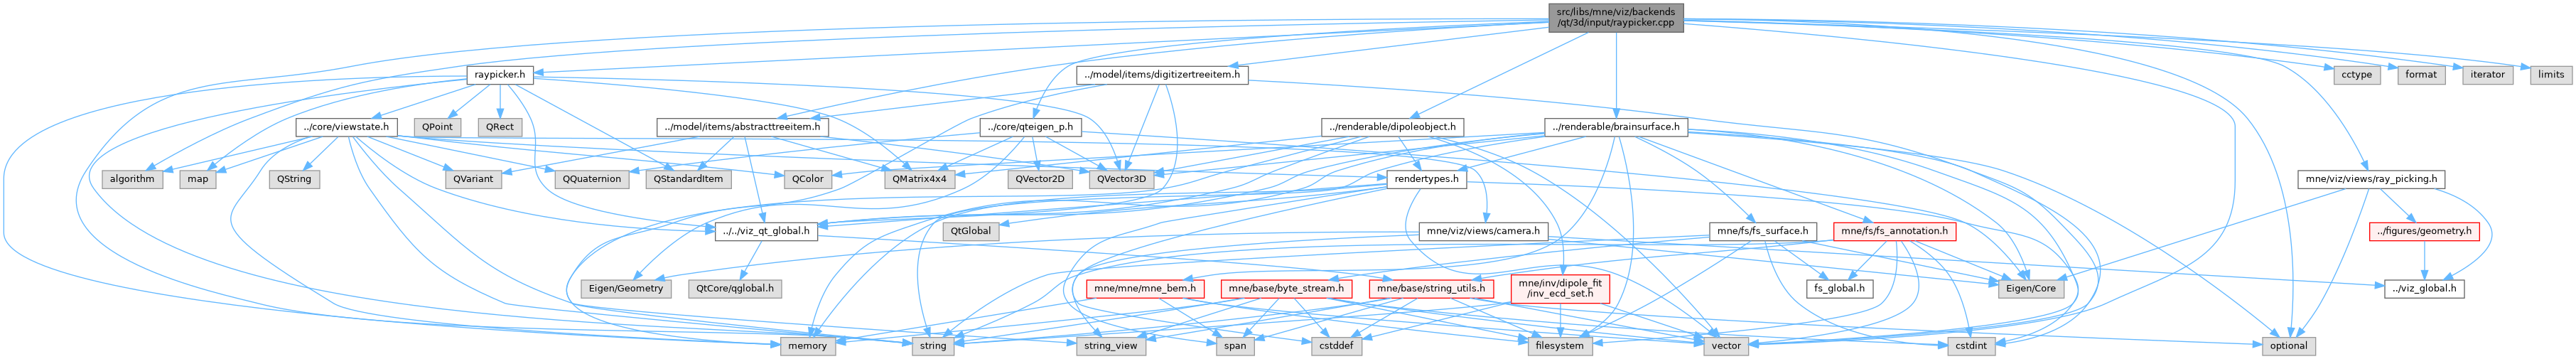 src/libs/mne/viz/backends
/qt/3d/input/raypicker.cpp
raypicker.h
../model/items/digitizertreeitem.h
cctype
format
iterator
limits
../core/viewstate.h
QPoint
QRect
../model/items/abstracttreeitem.h
../core/qteigen_p.h
../renderable/dipoleobject.h
../renderable/brainsurface.h
algorithm
map
QString
QVariant
QQuaternion
QStandardItem
QColor
QMatrix4x4
QVector2D
QVector3D
rendertypes.h
mne/viz/views/ray_picking.h
../../viz_qt_global.h
QtGlobal
mne/viz/views/camera.h
mne/fs/fs_surface.h
mne/fs/fs_annotation.h
../figures/geometry.h
Eigen/Geometry
QtCore/qglobal.h
mne/mne/mne_bem.h
mne/base/byte_stream.h
mne/base/string_utils.h
mne/inv/dipole_fit
/inv_ecd_set.h
fs_global.h
Eigen/Core
../viz_global.h
memory
string
string_view
span
cstddef
filesystem
vector
cstdint
optional